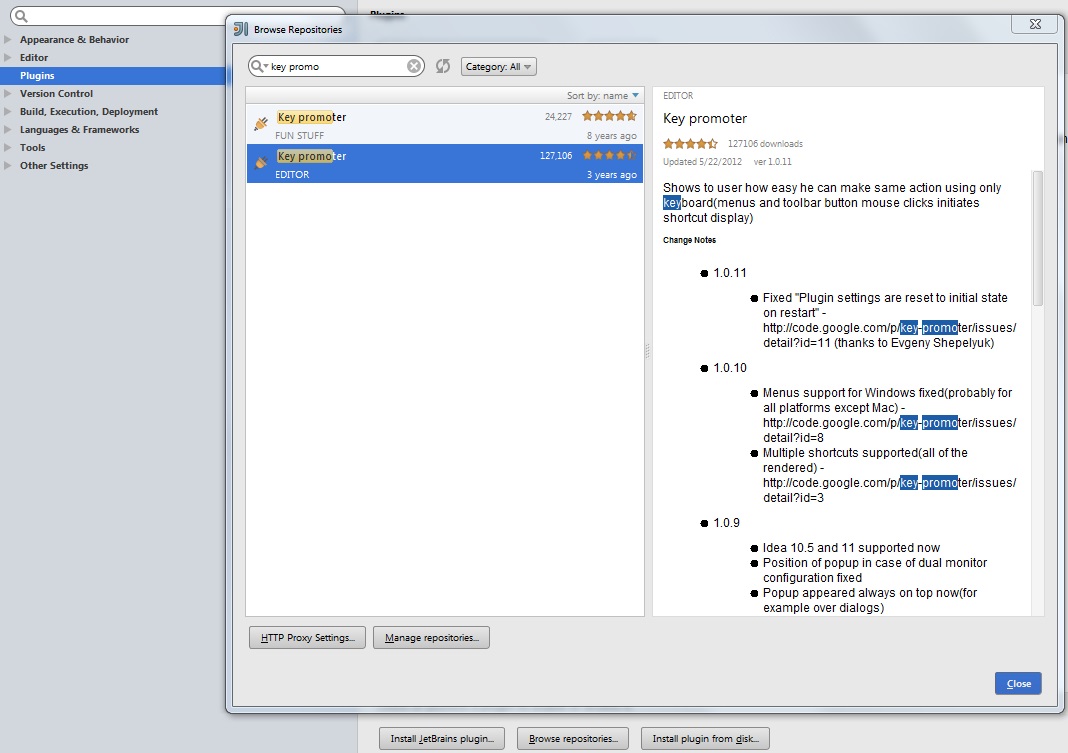 Plugins
Appearance & Behavior
Editor
Plugins
Version Control
Build, Execution, Deployment
Languages & Frameworks
Tools
Other Settings
Browse Repositories
key promo
Category: All
Sort by: name
Key promoter 24,227
FUN STUFF 8 years ago
Key promoter 127,106
EDITOR 3 years ago
EDITOR
Key promoter
127106 downloads
Updated 5/22/2012 ver 1.0.11
Shows to user how easy he can make same action using only
keyboard(menus and toolbar button mouse clicks initiates
shortcut display)
Change Notes
1.0.11
Fixed "Plugin settings are reset to initial state
on restart" -
http://code.google.com/p/key-promoter/issues/
detail?id=11 (thanks to Evgeny Shepelyuk)
1.0.10
Menus support for Windows fixed(probably for
all platforms except Mac) -
http://code.google.com/p/key-promoter/issues/
detail?id=8
Multiple shortcuts supported(all of the
rendered) -
http://code.google.com/p/key-promoter/issues/
detail?id=3
1.0.9
Idea 10.5 and 11 supported now
Position of popup in case of dual monitor
configuration fixed
Popup appeared always on top now(for
example over dialogs)
HTTP Proxy Settings...
Manage repositories...
Close
Install JetBrains plugin...
Browse repositories...
Install plugin from disk...